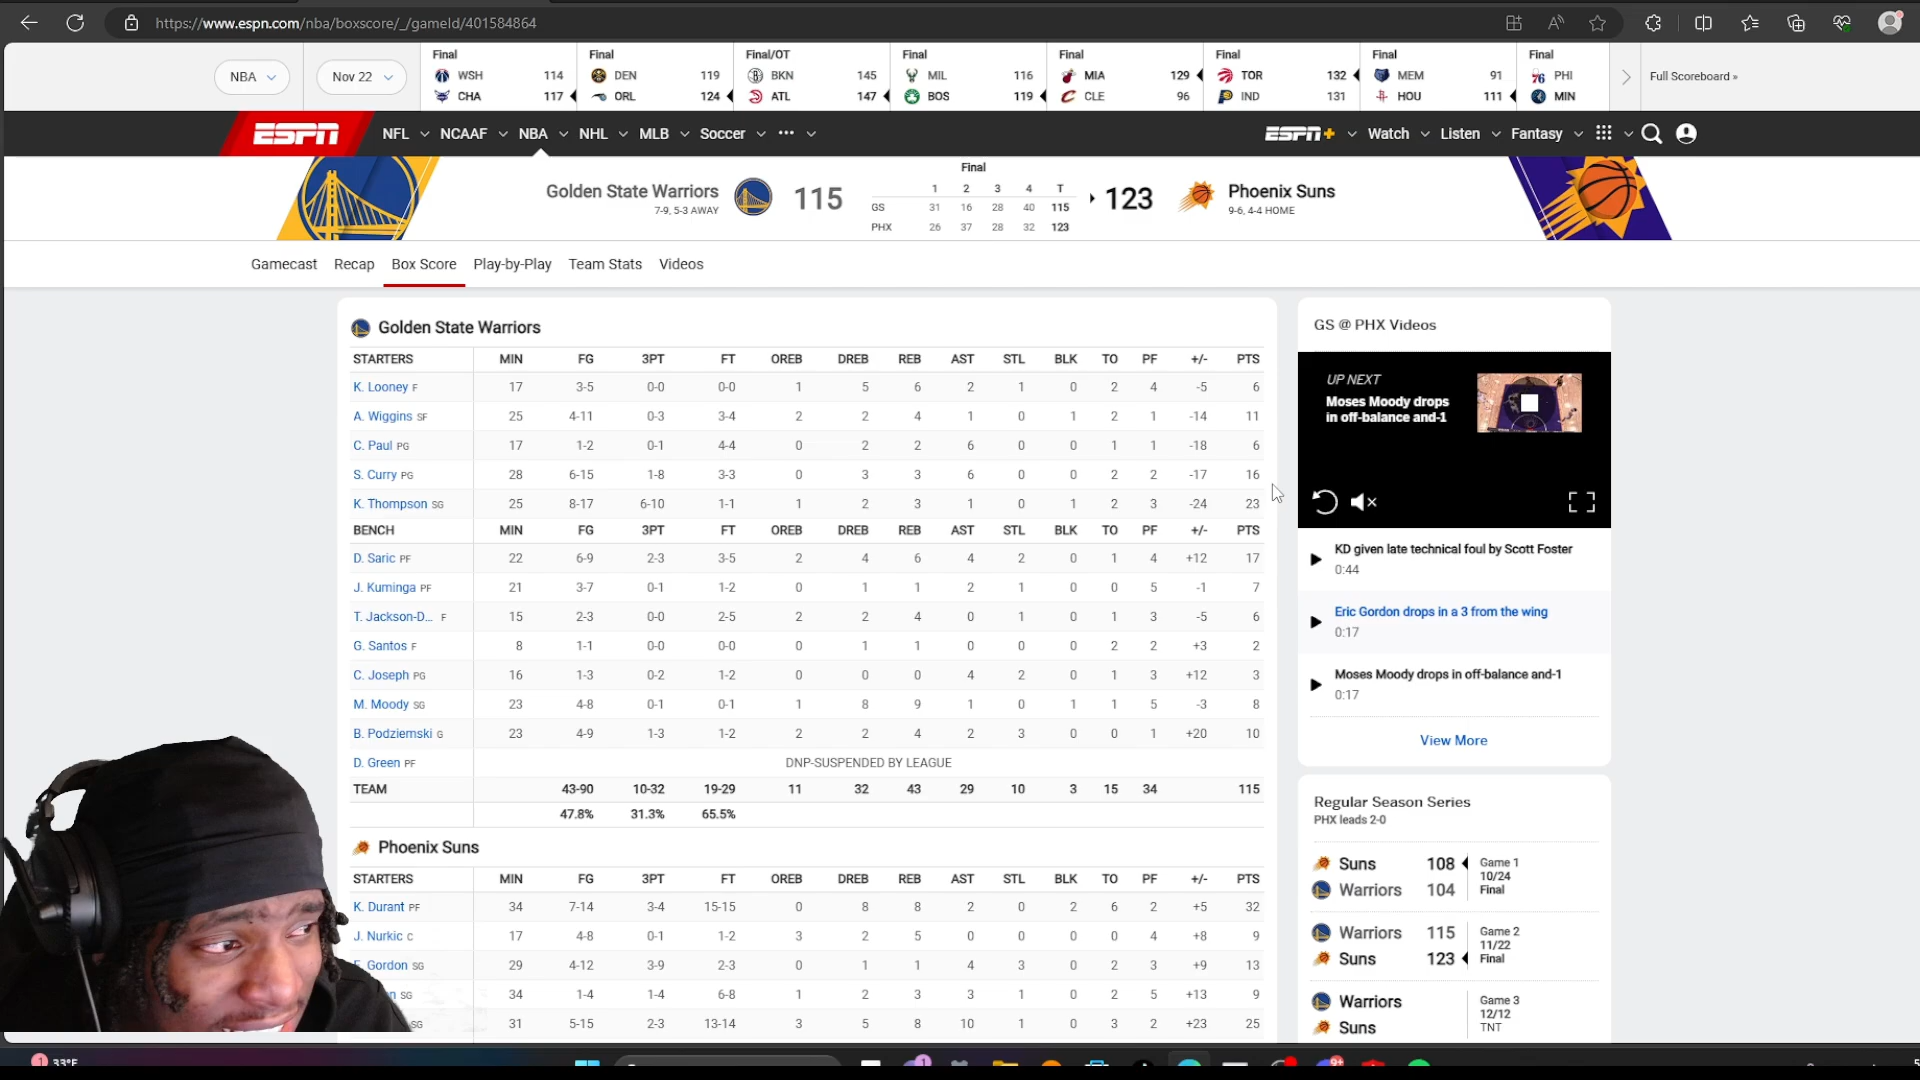 https://www.espn.com/nba/boxscore/_/gameId/401584864
NBA
Nov 22
Final
WSH 114
CHA 117
Final
DEN 119
ORL 124
Final/OT
BKN 145
ATL 147
Final
MIL 116
BOS 119
Final
MIA 129
CLE 96
Final
TOR 132
IND 131
Final
MEM 91
HOU 111
Final
PHI
MIN
Full Scoreboard »
ESPN NFL NCAAF NBA NHL MLB Soccer ••• ESPN+ Watch Listen Fantasy
Final
Golden State Warriors 115
7-9, 5-3 AWAY
1 2 3 4 T
GS 31 16 28 40 115
PHX 26 37 28 32 123
123 Phoenix Suns
9-6, 4-4 HOME
Gamecast Recap Box Score Play-by-Play Team Stats Videos
Golden State Warriors
STARTERS MIN FG 3PT FT OREB DREB REB AST STL BLK TO PF +/- PTS
K. Looney F 17 3-5 0-0 0-0 1 5 6 2 1 0 2 4 -5 6
A. Wiggins SF 25 4-11 0-3 3-4 2 2 4 1 0 1 2 1 -14 11
C. Paul PG 17 1-2 0-1 4-4 0 2 2 6 0 0 1 1 -18 6
S. Curry PG 28 6-15 1-8 3-3 0 3 3 6 0 0 2 2 -17 16
K. Thompson SG 25 8-17 6-10 1-1 1 2 3 1 0 1 2 3 -24 23
BENCH MIN FG 3PT FT OREB DREB REB AST STL BLK TO PF +/- PTS
D. Saric PF 22 6-9 2-3 3-5 2 4 6 4 2 0 1 4 +12 17
J. Kuminga PF 21 3-7 0-1 1-2 0 1 1 2 1 0 0 5 -1 7
T. Jackson-D... F 15 2-3 0-0 2-5 2 2 4 0 1 0 1 3 -5 6
G. Santos F 8 1-1 0-0 0-0 0 1 1 0 0 0 2 2 +3 2
C. Joseph PG 16 1-3 0-2 1-2 0 0 0 4 2 0 1 3 +12 3
M. Moody SG 23 4-8 0-1 0-1 1 8 9 1 0 1 1 5 -3 8
B. Podziemski G 23 4-9 1-3 1-2 2 2 4 2 3 0 0 1 +20 10
D. Green PF DNP-SUSPENDED BY LEAGUE
TEAM 43-90 10-32 19-29 11 32 43 29 10 3 15 34 115
47.8% 31.3% 65.5%
Phoenix Suns
STARTERS MIN FG 3PT FT OREB DREB REB AST STL BLK TO PF +/- PTS
K. Durant PF 34 7-14 3-4 15-15 0 8 8 2 0 2 6 2 +5 32
J. Nurkic C 17 4-8 0-1 1-2 3 2 5 0 0 0 0 4 +8 9
Gordon SG 29 4-12 3-9 2-3 0 1 1 4 3 0 2 3 +9 13
SG 34 1-4 1-4 6-8 1 2 3 3 1 0 2 5 +13 9
SG 31 5-15 2-3 13-14 3 5 8 10 1 0 3 2 +23 25
GS @ PHX Videos
UP NEXT
Moses Moody drops
in off-balance and-1
KD given late technical foul by Scott Foster
0:44
Eric Gordon drops in a 3 from the wing
0:17
Moses Moody drops in off-balance and-1
0:17
View More
Regular Season Series
PHX leads 2-0
Suns 108 Game 1
10/24
Warriors 104 Final
Warriors 115 Game 2
11/22
Suns 123 Final
Warriors Game 3
12/12
Suns TNT
33°F